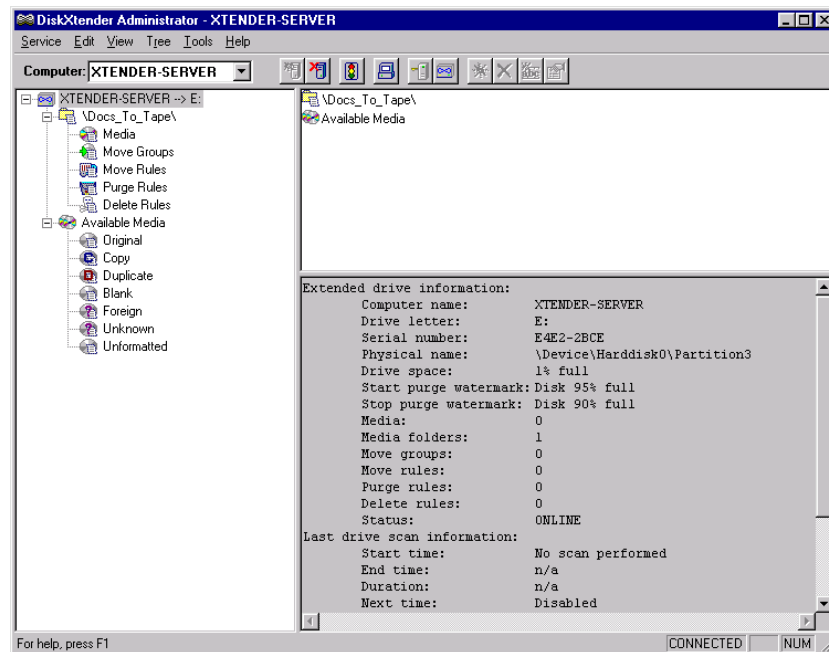 DiskXtender Administrator - XTENDER-SERVER
Service Edit View Tree Tools Help
Computer: XTENDER-SERVER
XTENDER-SERVER --> E:
\Docs_To_Tape\
Media
Move Groups
Move Rules
Purge Rules
Delete Rules
Available Media
Original
Copy
Duplicate
Blank
Foreign
Unknown
Unformatted
\Docs_To_Tape\
Available Media
Extended drive information:
Computer name: XTENDER-SERVER
Drive letter: E:
Serial number: E4E2-2BCE
Physical name: \Device\Harddisk0\Partition3
Drive space: 1% full
Start purge watermark: Disk 95% full
Stop purge watermark: Disk 90% full
Media: 0
Media folders: 1
Move groups: 0
Move rules: 0
Purge rules: 0
Delete rules: 0
Status: ONLINE
Last drive scan information:
Start time: No scan performed
End time: n/a
Duration: n/a
Next time: Disabled
For help, press F1 CONNECTED NUM